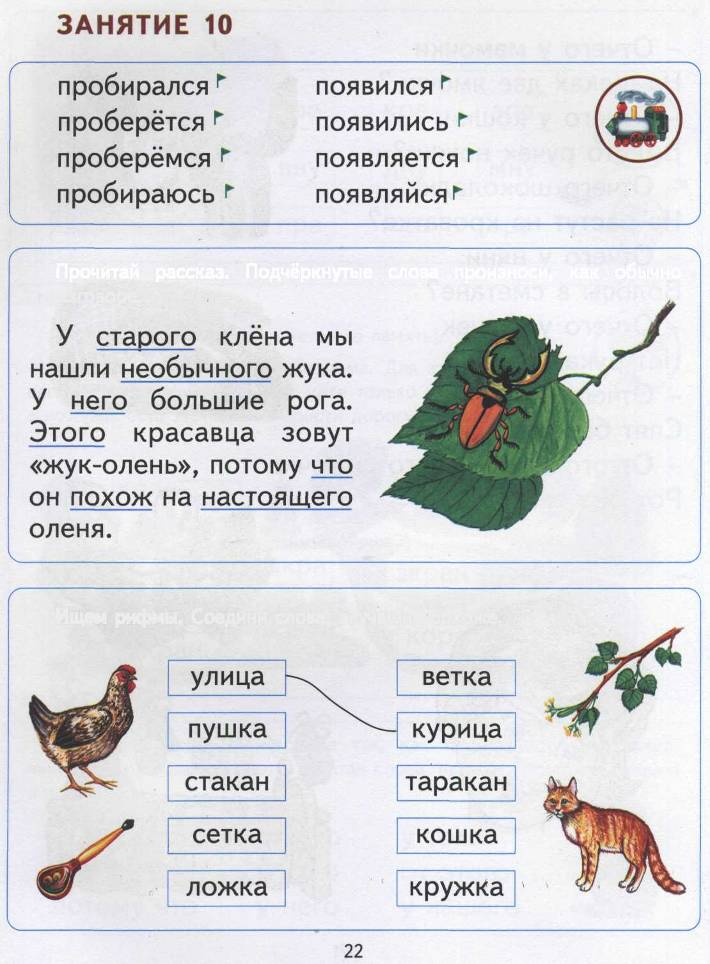 ЗАНЯТИЕ 10
пробирался
проберётся
проберёмся
пробираюсь
появился
появились
появляется
появляйся
Прочитай рассказ. Подчёркнутые слова произноси, как обычно
У старого клёна мы
нашли необычного жука.
У него большие рога.
Этого красавца зовут
«жук-олень», потому что
он похож на настоящего
оленя.
Ищем рифмы. Соедини слова
улица
пушка
стакан
сетка
ложка
ветка
курица
таракан
кошка
кружка
22